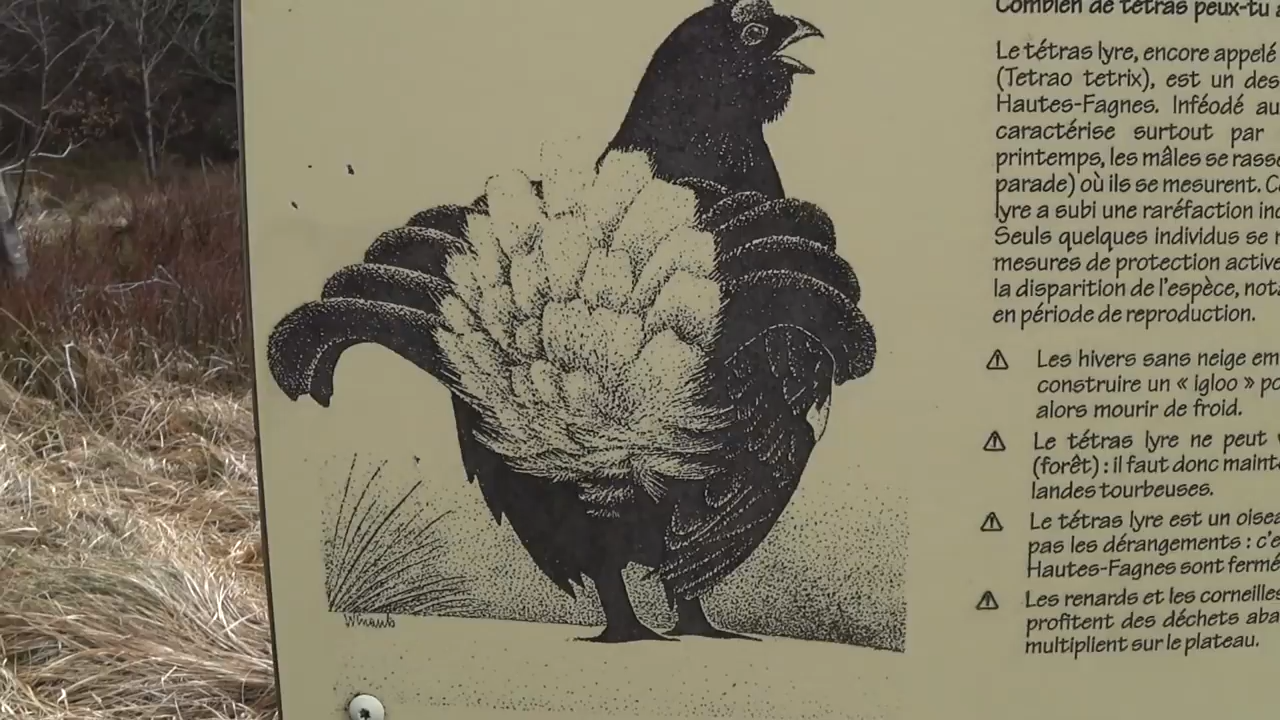 Combien de tétras peux-tu
Le tétras lyre, encore appelé
(Tetrao tetrix), est un des
Hautes-Fagnes. Inféodé au
caractérise surtout par
printemps, les mâles se rass
parade) où ils se mesurent. C
lyre a subi une raréfaction in
Seuls quelques individus se
mesures de protection active
la disparition de l'espèce, not
en période de reproduction.
⚠ Les hivers sans neige em
construire un « igloo » po
alors mourir de froid.
⚠ Le tétras lyre ne peut
(forêt) : il faut donc maint
landes tourbeuses.
⚠ Le tétras lyre est un oise
pas les dérangements : c'e
Hautes-Fagnes sont fermé
⚠ Les renards et les corneilles
profitent des déchets aba
multiplient sur le plateau.